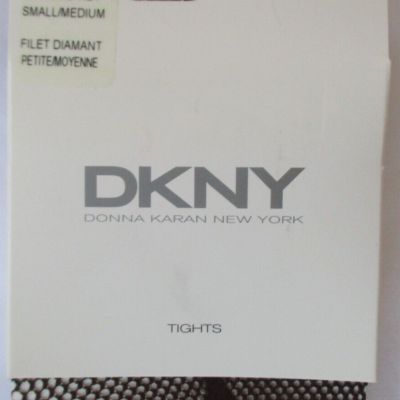 SMALL/MEDIUM
FILET DIAMANT
PETITE/MOYENNE
DKNY
DONNA KARAN NEW YORK
TIGHTS